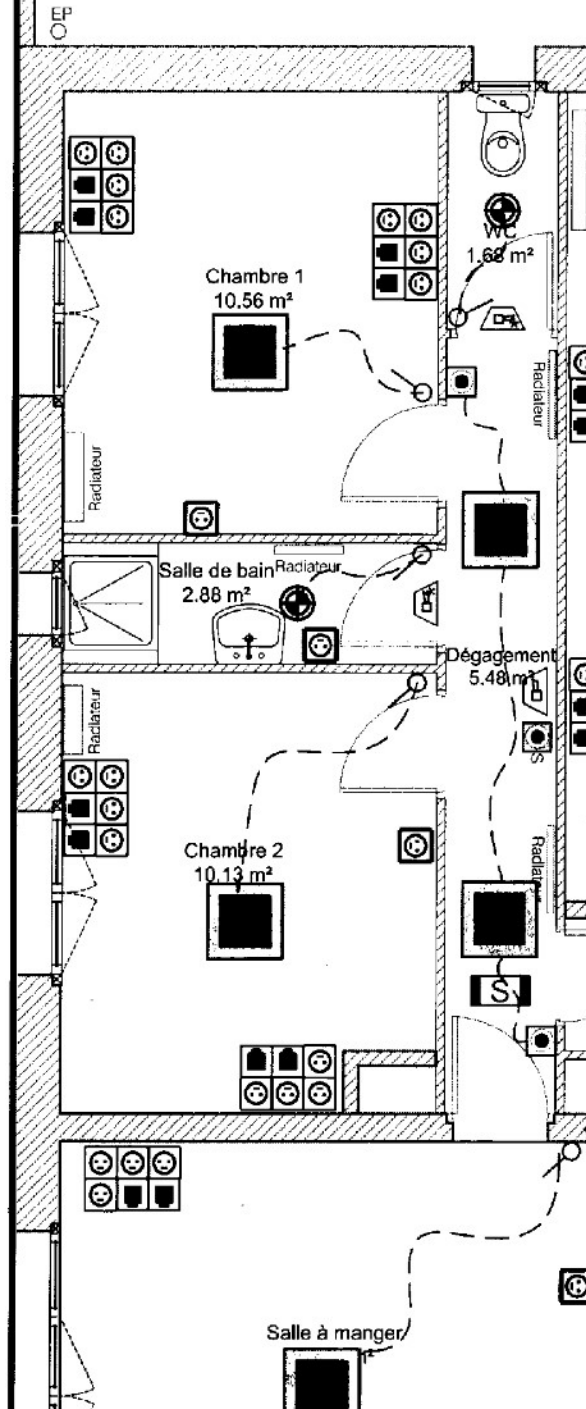 EP
WC
1.68 m²
Chambre 1
10.56 m²
Radiateur
Radiateur
Salle de bain
2.88 m²
Radiateur
Dégagement
5.48 m²
Radiateur
S
Chambre 2
10.13 m²
Radiateur
S
Salle à manger